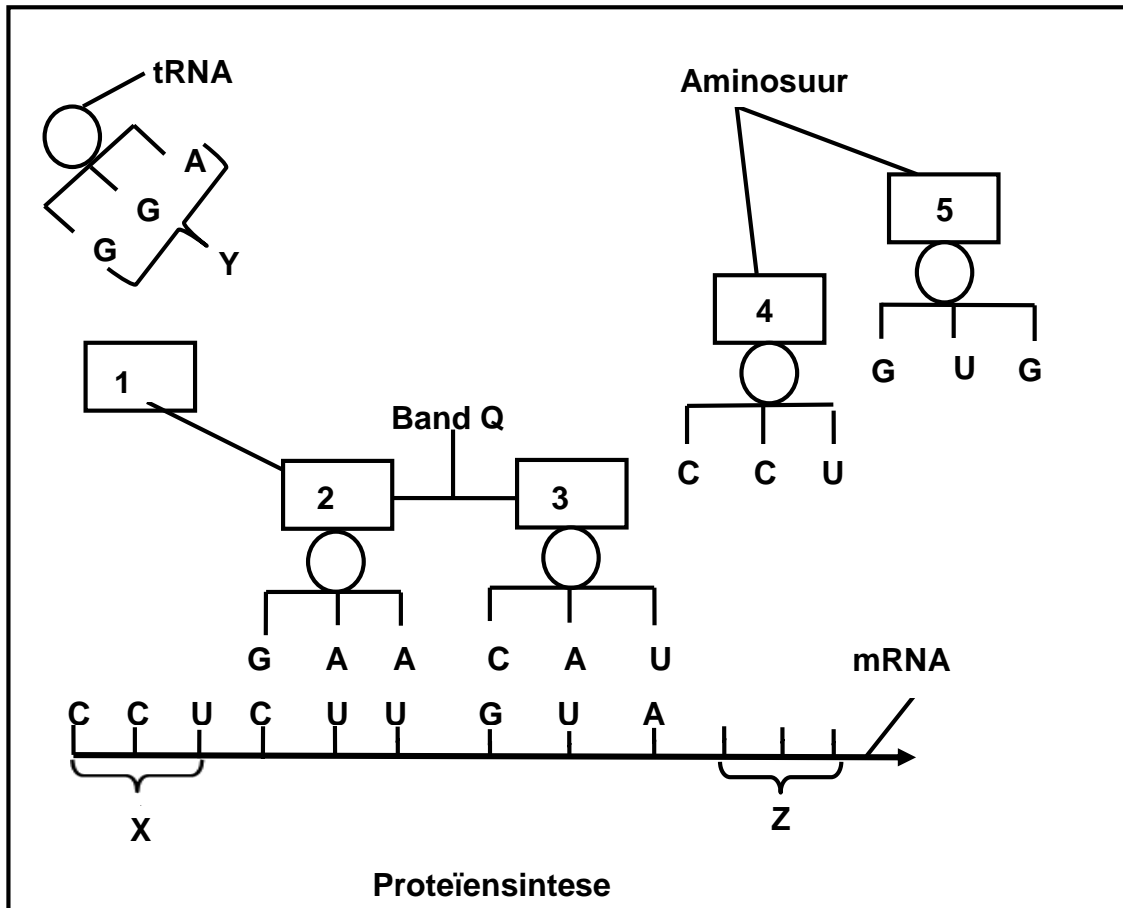 tRNA
A
G
G
Y
Aminosuur
5
4
G U G
C C U
1
Band Q
2 3
G A A C A U
mRNA
C C U C U U G U A
X
Z
Proteïensintese